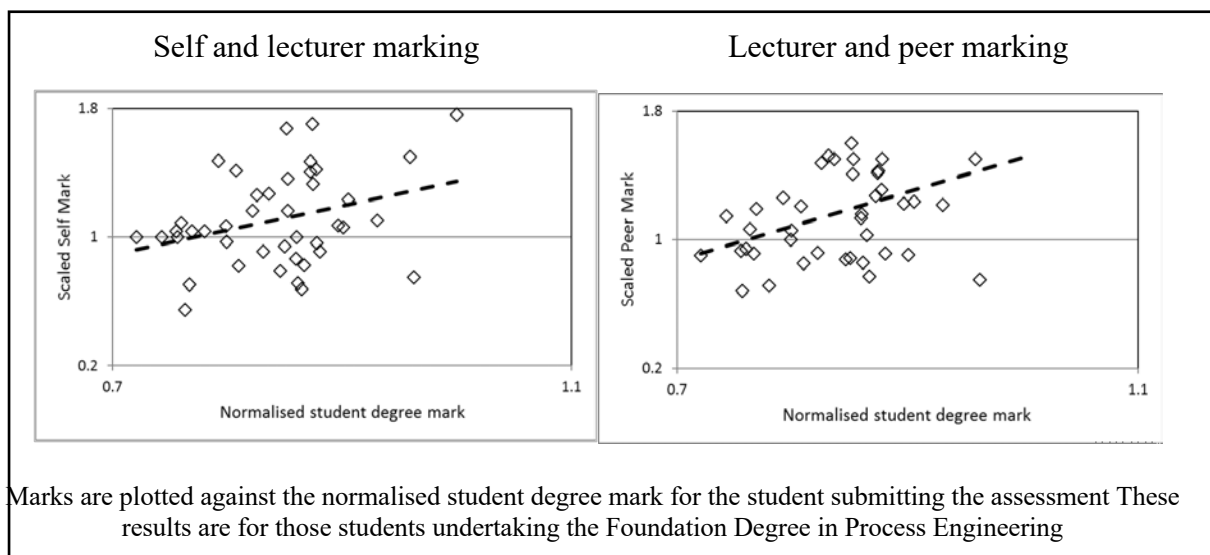 Self and lecturer marking
Lecturer and peer marking
1.8
1
0.2
Scaled Self Mark
0.7
1.1
Normalised student degree mark
1.8
1
0.2
Scaled Peer Mark
0.7
1.1
Normalised student degree mark
Marks are plotted against the normalised student degree mark for the student submitting the assessment These
results are for those students undertaking the Foundation Degree in Process Engineering